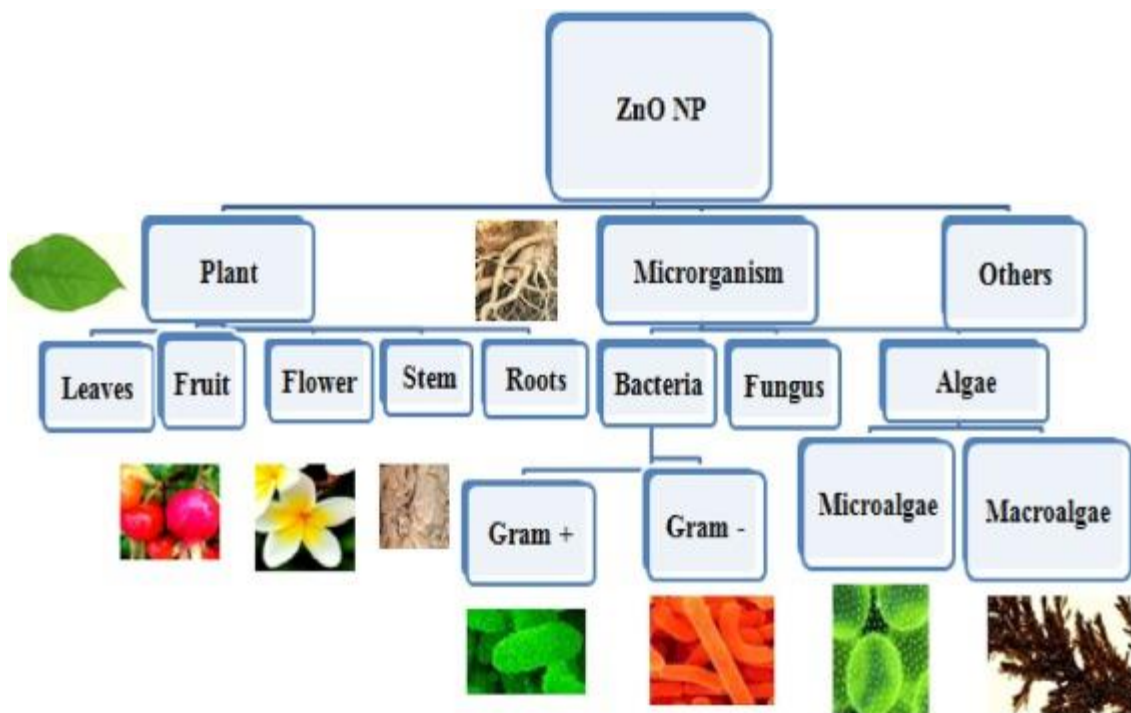 ZnO NP
Plant
Microrganism
Others
Leaves
Fruit
Flower
Stem
Roots
Bacteria
Fungus
Algae
Gram +
Gram -
Microalgae
Macroalgae